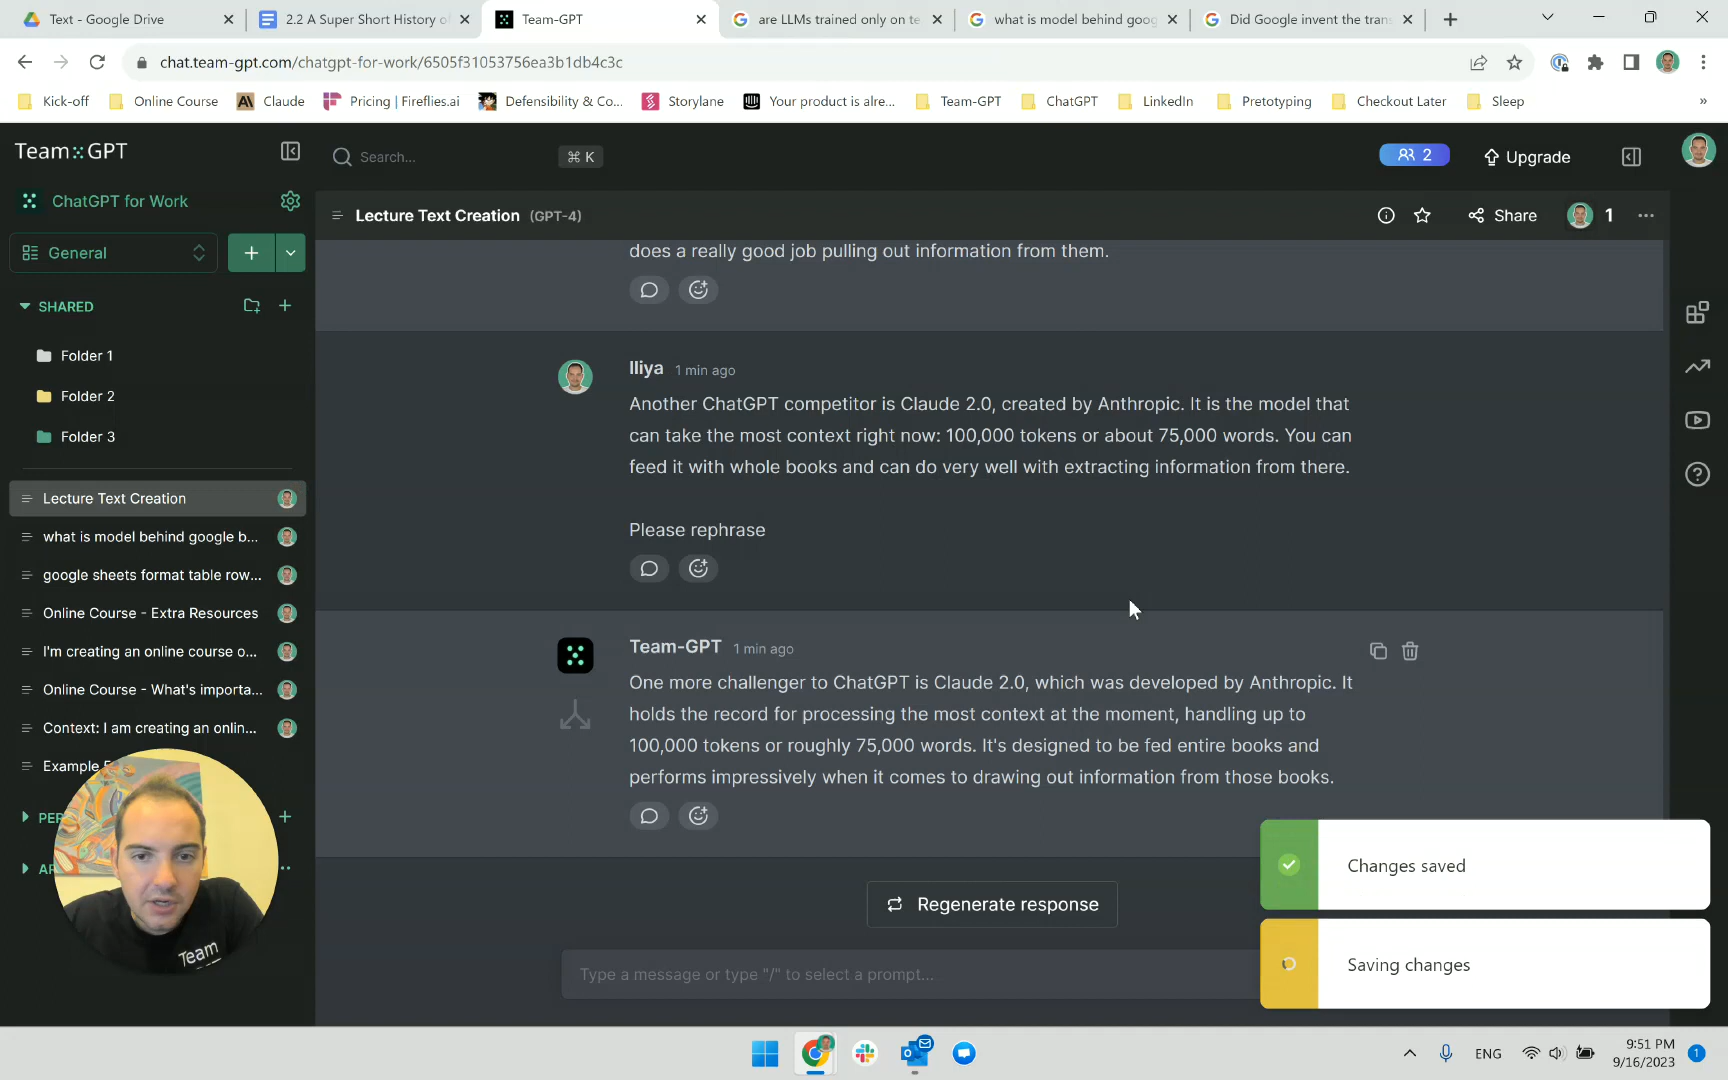 Text - Google Drive
2.2 A Super Short History of
Team-GPT
are LLMs trained only on te
what is model behind goog
Did Google invent the trans
chat.team-gpt.com/chatgpt-for-work/6505f31053756ea3b1db4c3c
Kick-off
Online Course
Claude
Pricing | Fireflies.ai
Defensibility & Co...
Storylane
Your product is alre...
Team-GPT
ChatGPT
LinkedIn
Pretotyping
Checkout Later
Sleep
»
Team GPT
Search...
⌘ K
2
Upgrade
ChatGPT for Work
Lecture Text Creation (GPT-4)
Share
1
General
SHARED
Folder 1
Folder 2
Folder 3
Lecture Text Creation
what is model behind google b...
google sheets format table row...
Online Course - Extra Resources
I'm creating an online course o...
Online Course - What's importa...
Context: I am creating an onlin...
Example
does a really good job pulling out information from them.
Iliya 1 min ago
Another ChatGPT competitor is Claude 2.0, created by Anthropic. It is the model that
can take the most context right now: 100,000 tokens or about 75,000 words. You can
feed it with whole books and can do very well with extracting information from there.
Please rephrase
Team-GPT 1 min ago
One more challenger to ChatGPT is Claude 2.0, which was developed by Anthropic. It
holds the record for processing the most context at the moment, handling up to
100,000 tokens or roughly 75,000 words. It's designed to be fed entire books and
performs impressively when it comes to drawing out information from those books.
Regenerate response
Type a message or type "/" to select a prompt...
Changes saved
Saving changes
Team
ENG
9:51 PM
9/16/2023
1